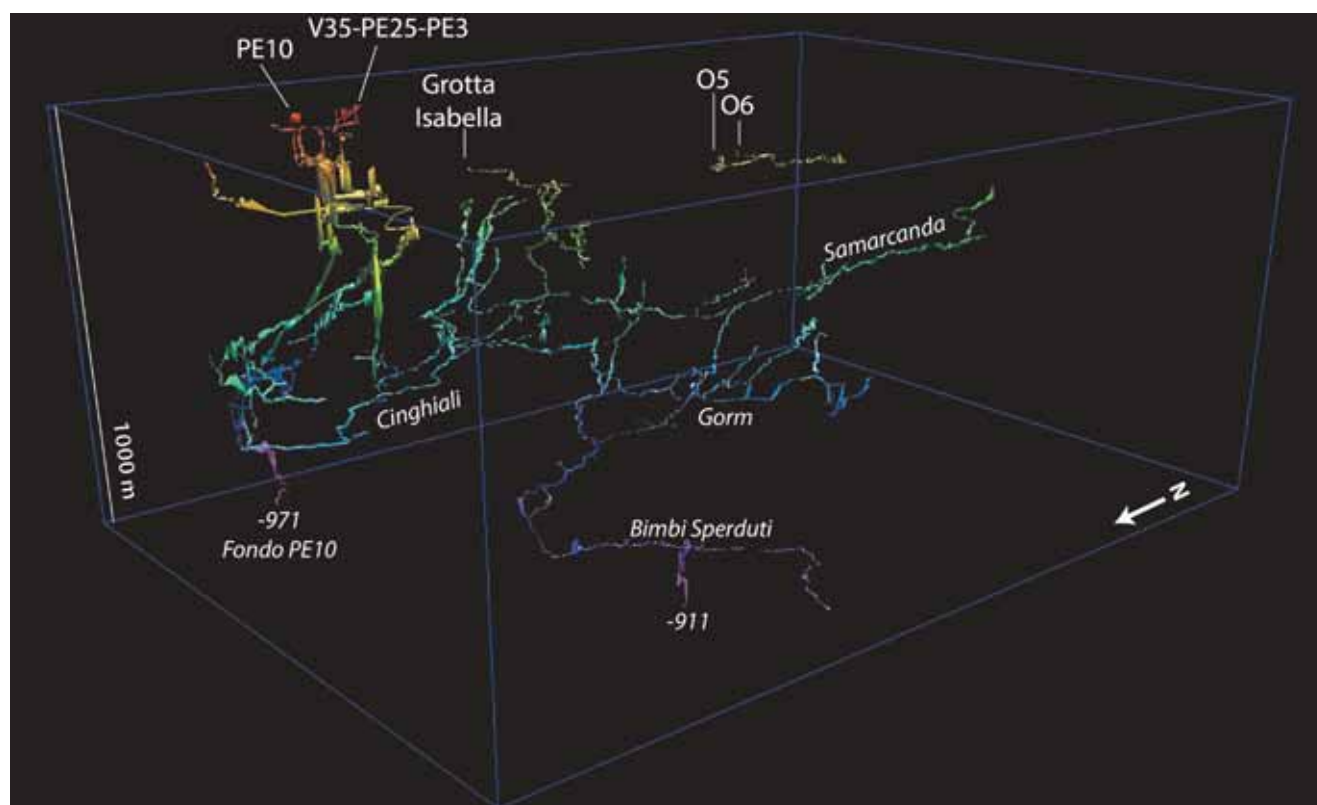 V35-PE25-PE3
PE10
Grotta
Isabella
O5
O6
Samarcanda
Cinghiali
Gorm
1000 m
N
-971
Fondo PE10
Bimbi Sperduti
-911